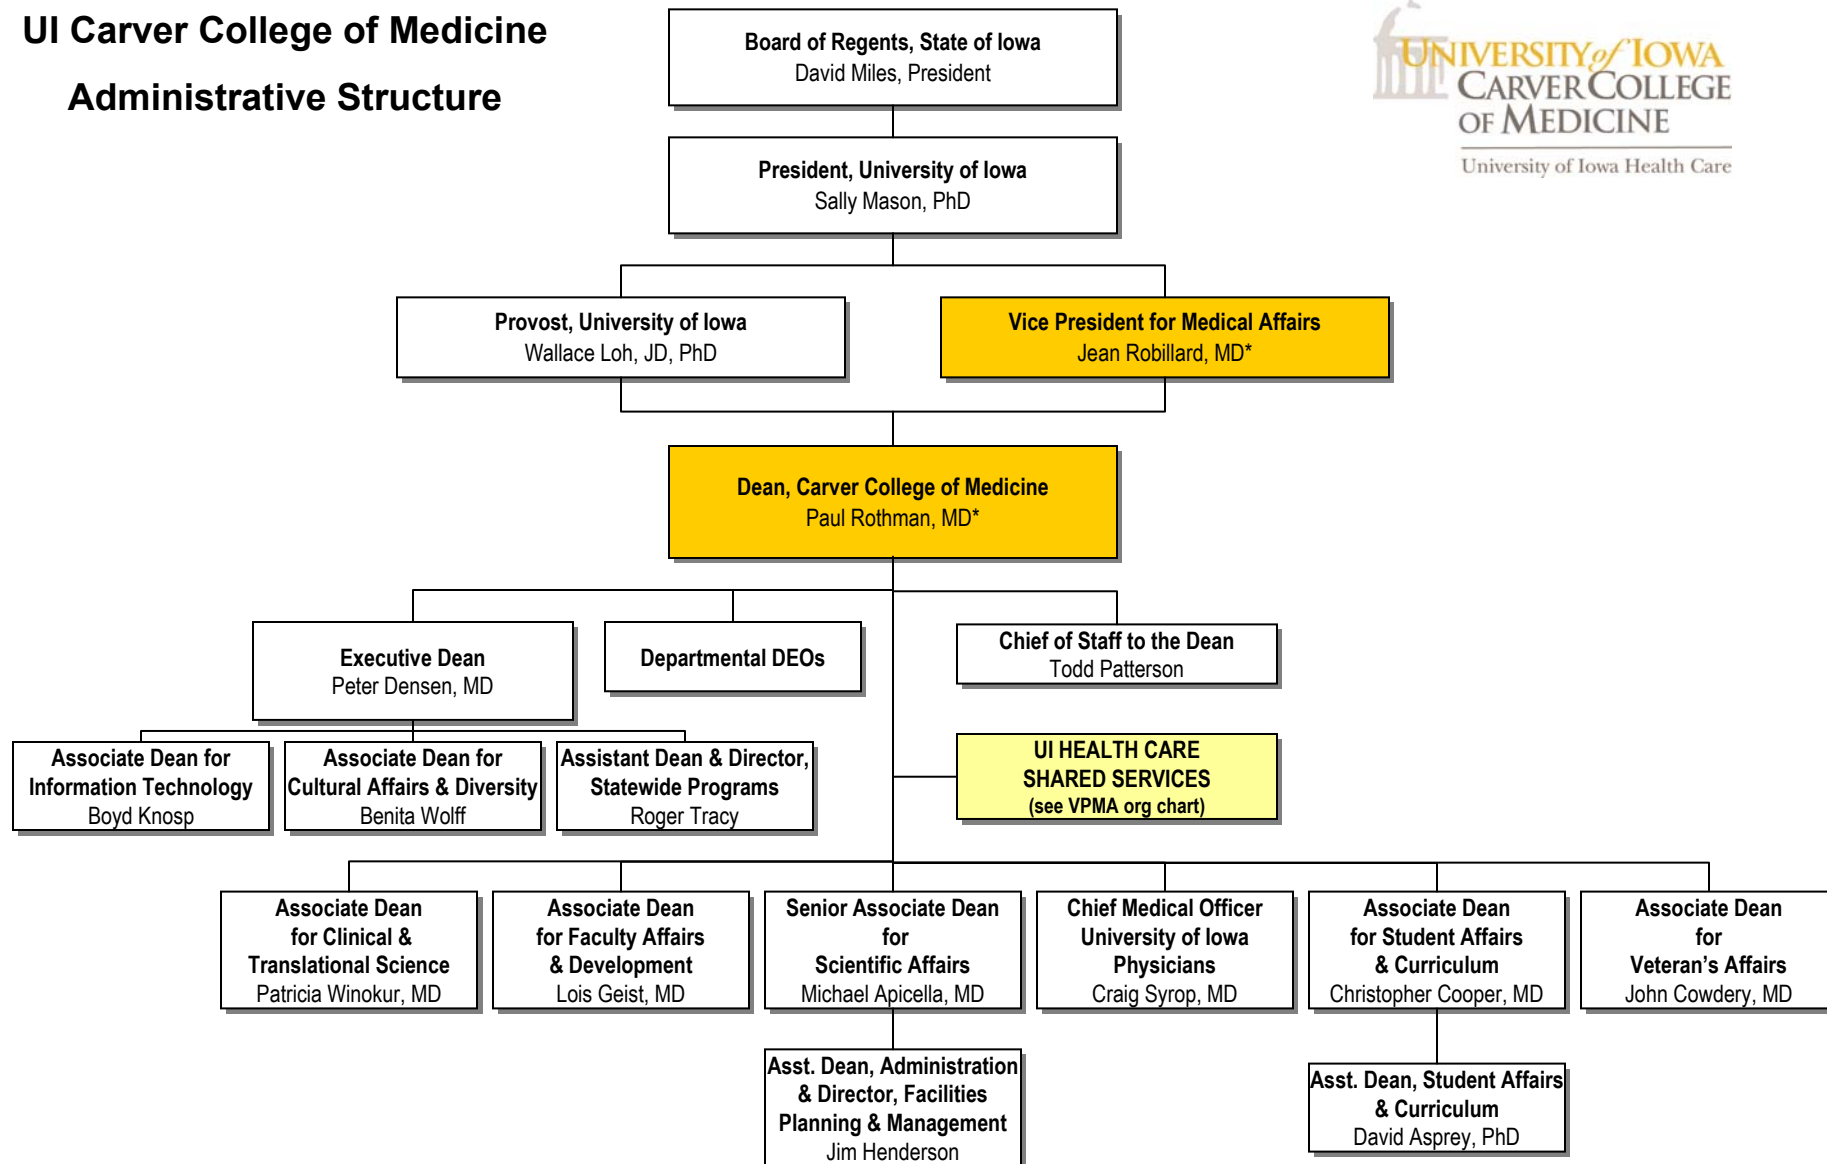 UI Carver College of Medicine
Administrative Structure
UNIVERSITY of IOWA
CARVER COLLEGE
OF MEDICINE
University of Iowa Health Care
Board of Regents, State of Iowa
David Miles, President
President, University of Iowa
Sally Mason, PhD
Provost, University of Iowa
Wallace Loh, JD, PhD
Vice President for Medical Affairs
Jean Robillard, MD*
Dean, Carver College of Medicine
Paul Rothman, MD*
Executive Dean
Peter Densen, MD
Departmental DEOs
Chief of Staff to the Dean
Todd Patterson
Associate Dean for
Information Technology
Boyd Knosp
Associate Dean for
Cultural Affairs & Diversity
Benita Wolff
Assistant Dean & Director,
Statewide Programs
Roger Tracy
UI HEALTH CARE
SHARED SERVICES
(see VPMA org chart)
Associate Dean
for Clinical &
Translational Science
Patricia Winokur, MD
Associate Dean
for Faculty Affairs
& Development
Lois Geist, MD
Senior Associate Dean
for
Scientific Affairs
Michael Apicella, MD
Chief Medical Officer
University of Iowa
Physicians
Craig Syrop, MD
Associate Dean
for Student Affairs
& Curriculum
Christopher Cooper, MD
Associate Dean
for
Veteran's Affairs
John Cowdery, MD
Asst. Dean, Administration
& Director, Facilities
Planning & Management
Jim Henderson
Asst. Dean, Student Affairs
& Curriculum
David Asprey, PhD